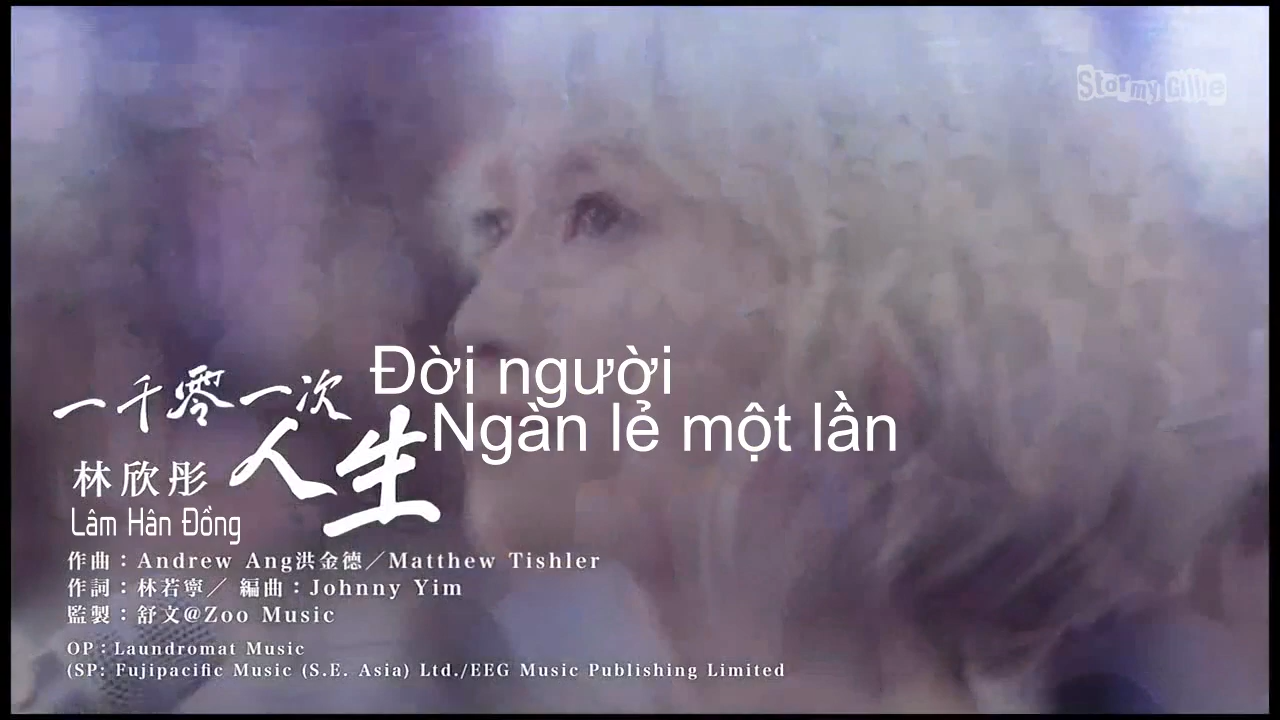 Stormy Gillie
一千零一次
Đời người
人生
Ngàn lẻ một lần
林欣彤
Lâm Hân Đồng
作曲：Andrew Ang洪金德／Matthew Tishler
作詞：林若寧／ 編曲：Johnny Yim
監製：舒文@Zoo Music
OP：Laundromat Music
(SP: Fujipacific Music (S.E. Asia) Ltd./EEG Music Publishing Limited